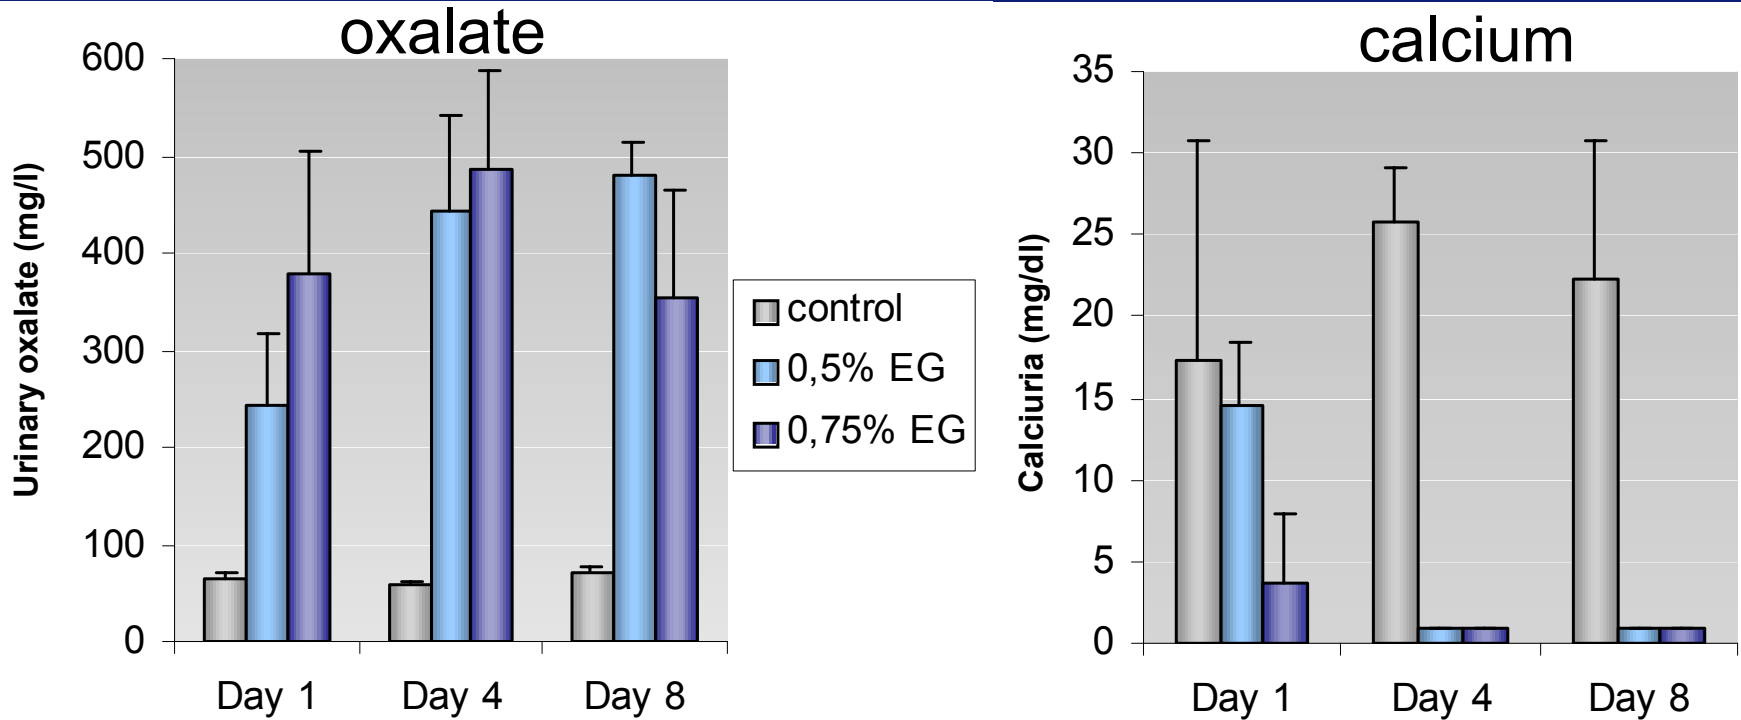 oxalate
600
500
400
300
200
100
0
Urinary oxalate (mg/l)
Day 1 Day 4 Day 8
control
0,5% EG
0,75% EG
calcium
35
30
25
20
15
10
5
0
Calciuria (mg/dl)
Day 1 Day 4 Day 8